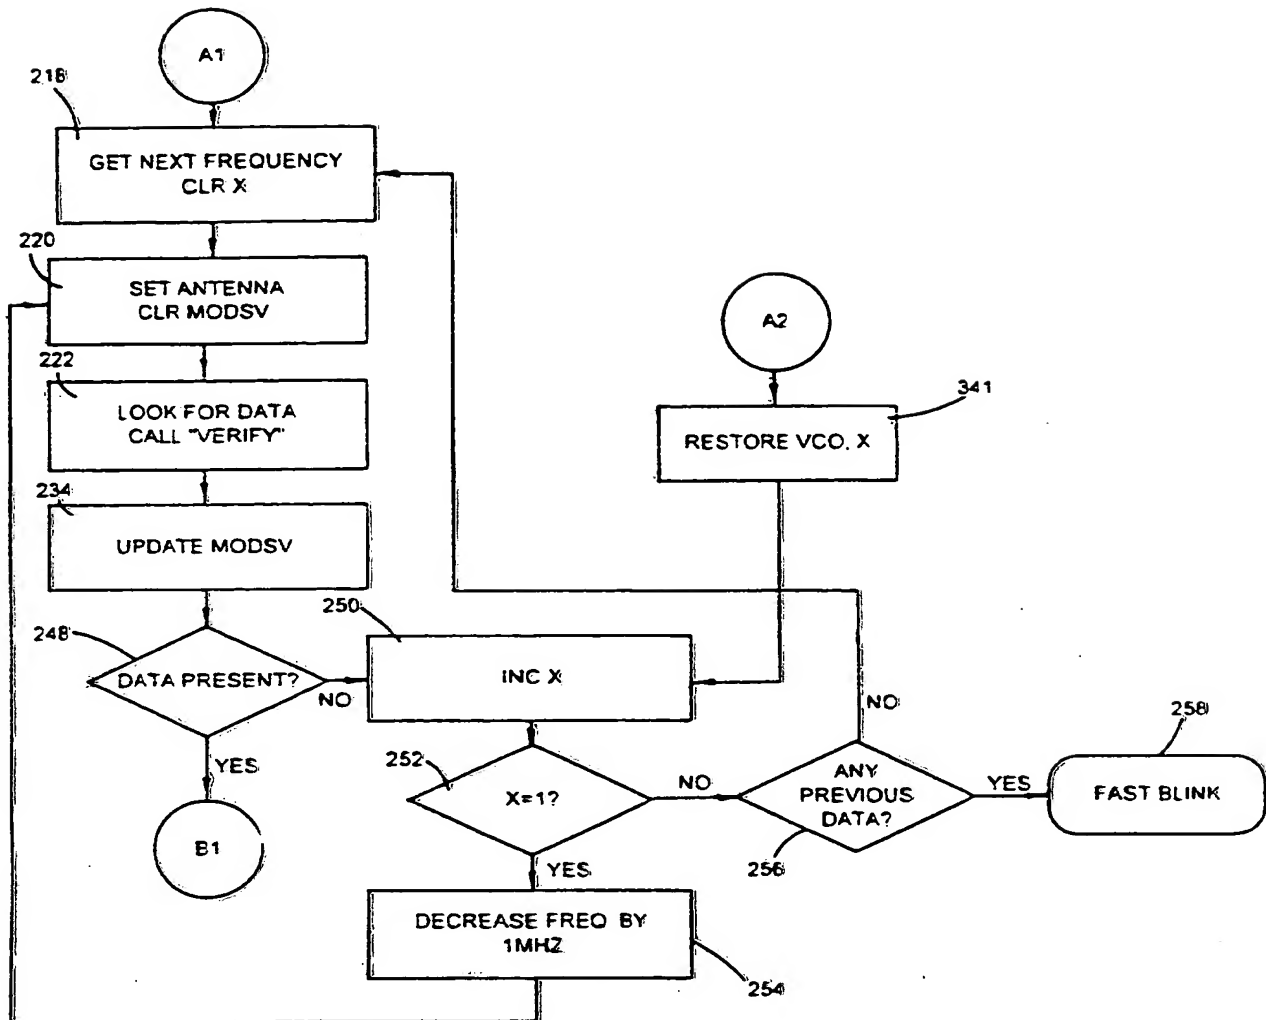 A1
218
GET NEXT FREQUENCY
CLR X
220
SET ANTENNA
CLR MODSV
222
LOOK FOR DATA
CALL "VERIFY"
234
UPDATE MODSV
248
DATA PRESENT?
NO
YES
B1
A2
341
RESTORE VCO, X
250
INC X
252
X=1?
NO
YES
DECREASE FREQ BY
1MHZ
254
NO
ANY
PREVIOUS
DATA?
256
YES
258
FAST BLINK